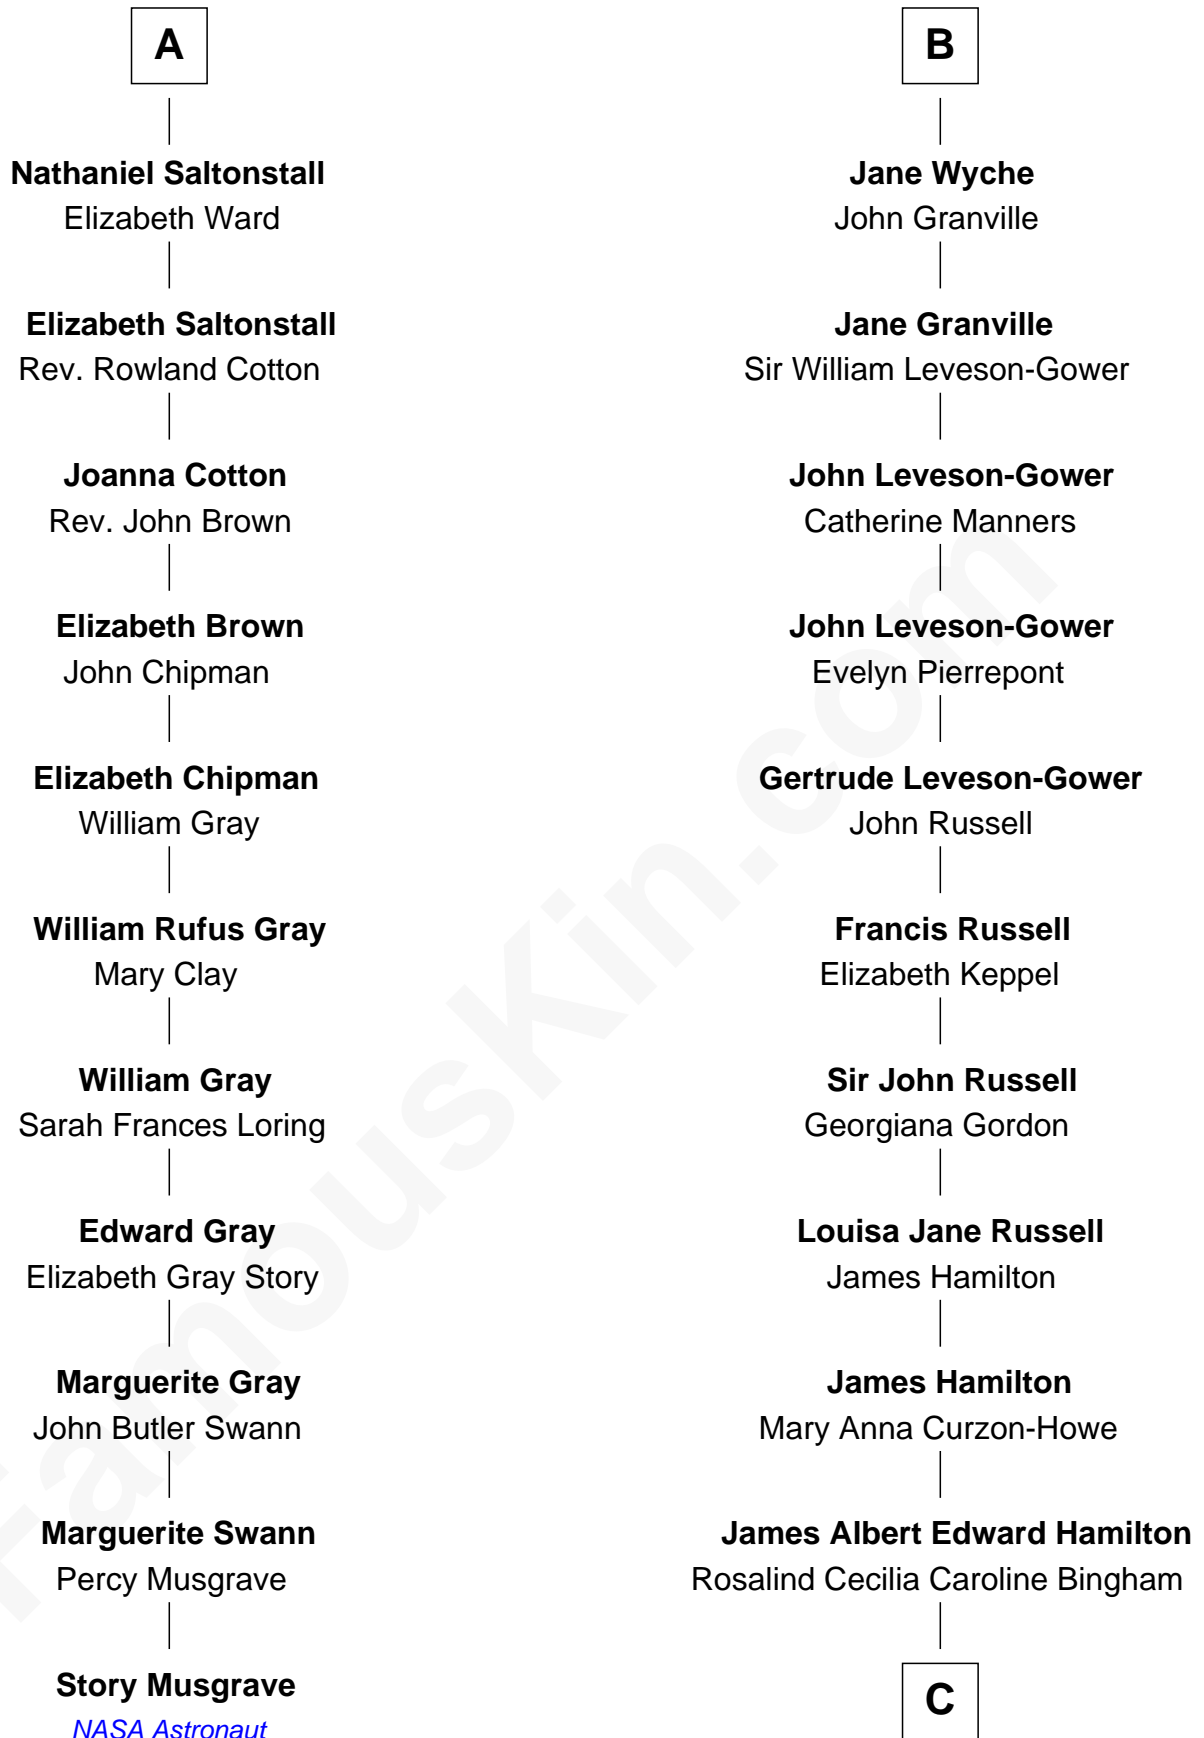 A
Nathaniel Saltonstall
Elizabeth Ward
Elizabeth Saltonstall
Rev. Rowland Cotton
Joanna Cotton
Rev. John Brown
Elizabeth Brown
John Chipman
Elizabeth Chipman
William Gray
William Rufus Gray
Mary Clay
William Gray
Sarah Frances Loring
Edward Gray
Elizabeth Gray Story
Marguerite Gray
John Butler Swann
Marguerite Swann
Percy Musgrave
Story Musgrave
NASA Astronaut
B
Jane Wyche
John Granville
Jane Granville
Sir William Leveson-Gower
John Leveson-Gower
Catherine Manners
John Leveson-Gower
Evelyn Pierrepont
Gertrude Leveson-Gower
John Russell
Francis Russell
Elizabeth Keppel
Sir John Russell
Georgiana Gordon
Louisa Jane Russell
James Hamilton
James Hamilton
Mary Anna Curzon-Howe
James Albert Edward Hamilton
Rosalind Cecilia Caroline Bingham
C
FamousKin.com